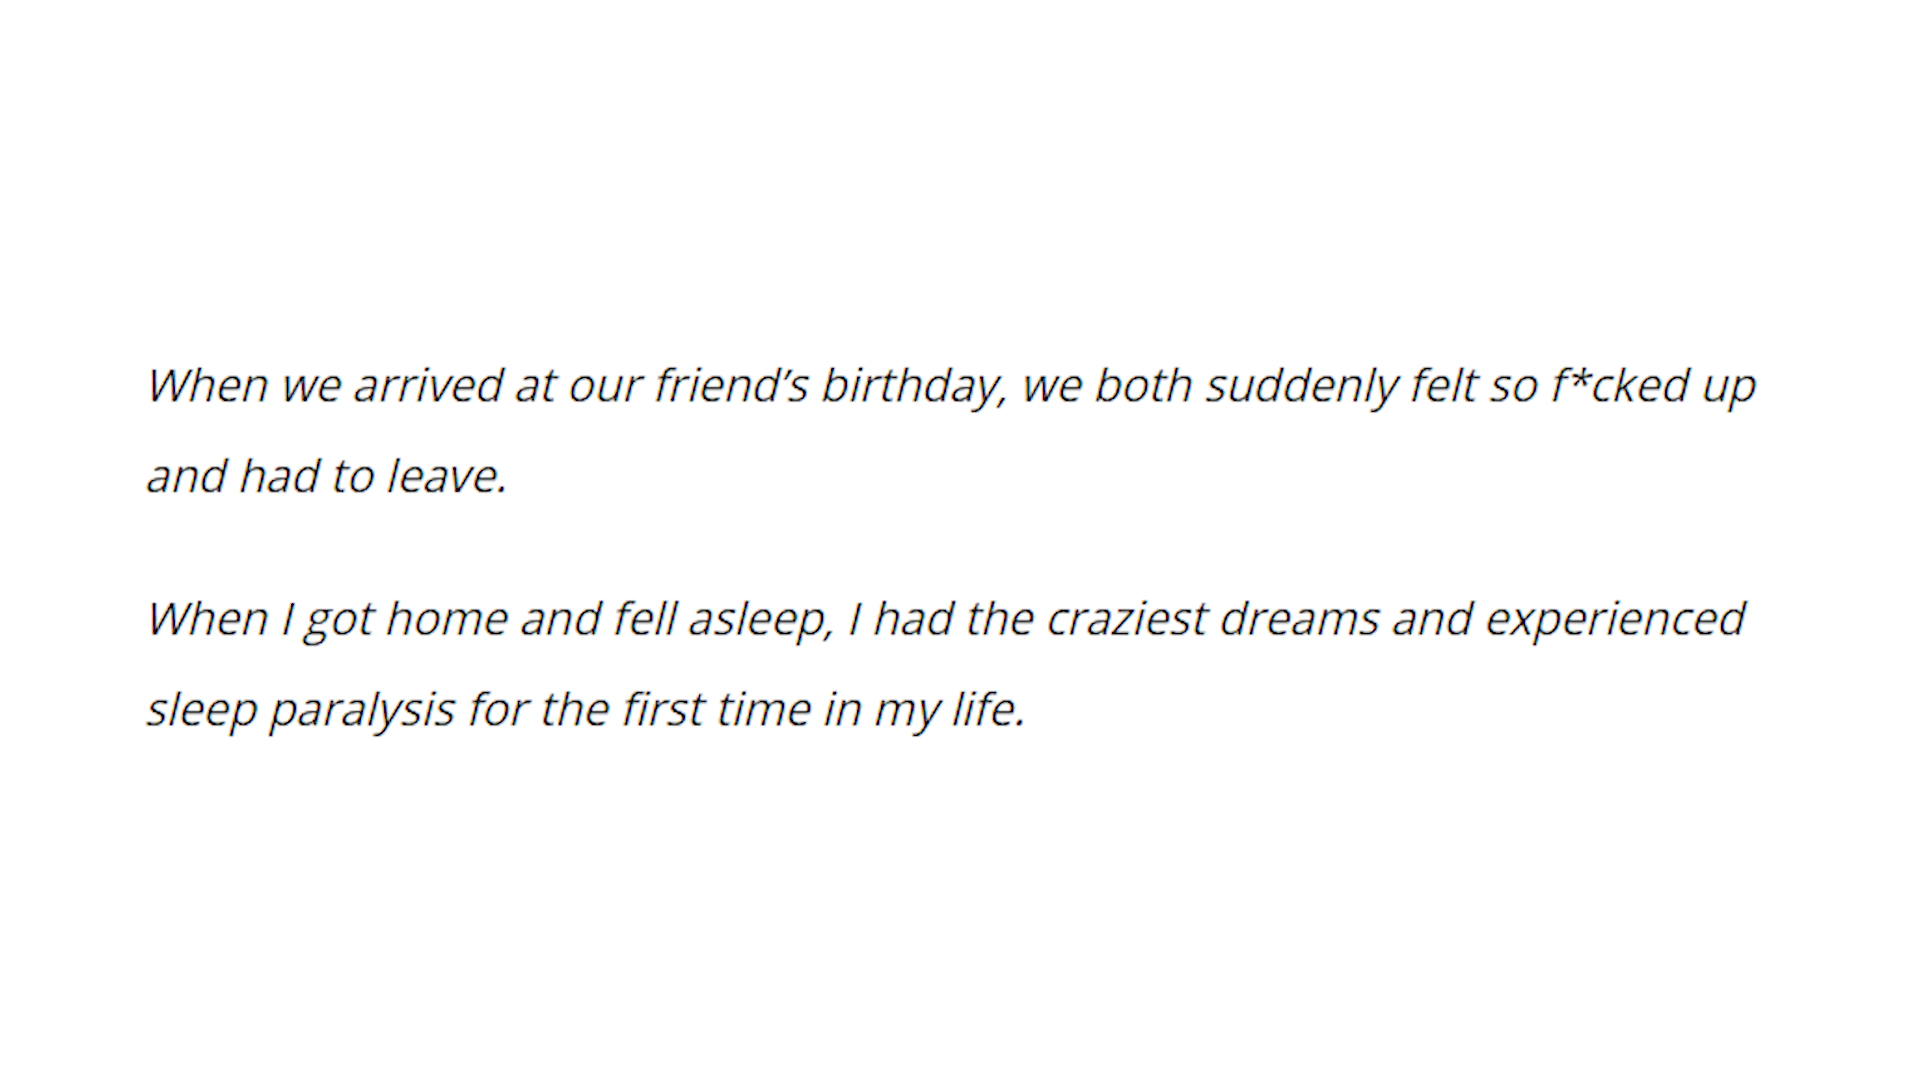 When we arrived at our friend’s birthday, we both suddenly felt so f*cked up
and had to leave.
When I got home and fell asleep, I had the craziest dreams and experienced
sleep paralysis for the first time in my life.